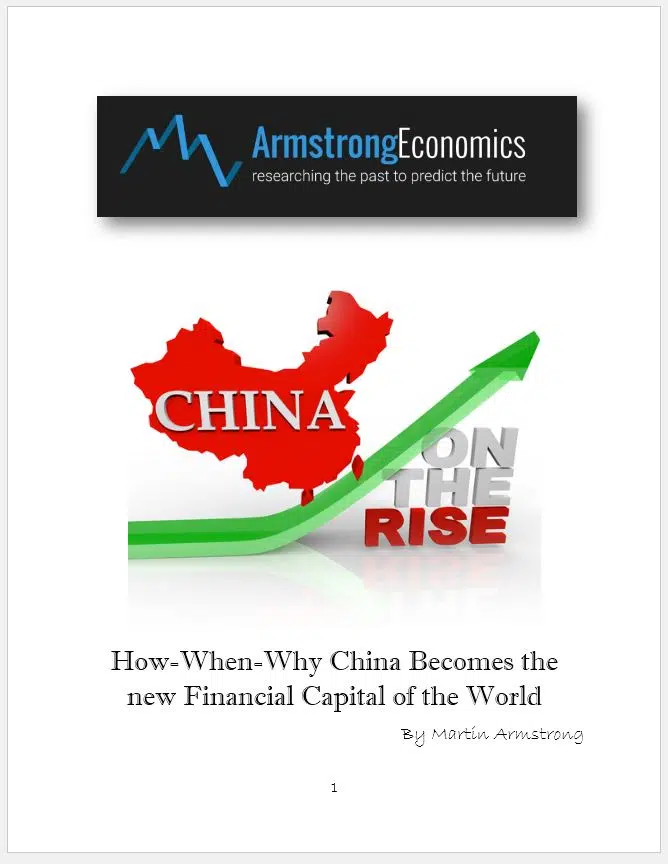 ArmstrongEconomics
researching the past to predict the future
CHINA
ON
THE
RISE
How-When-Why China Becomes the
new Financial Capital of the World
By Martin Armstrong
1